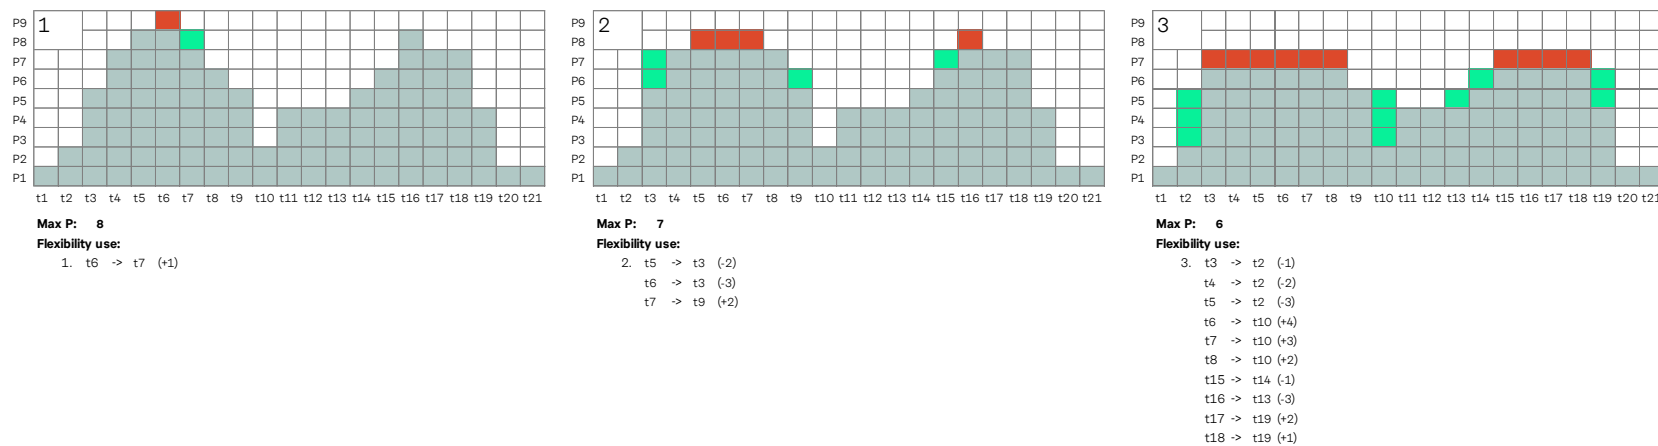 1
P9
P8
P7
P6
P5
P4
P3
P2
P1
t1 t2 t3 t4 t5 t6 t7 t8 t9 t10 t11 t12 t13 t14 t15 t16 t17 t18 t19 t20 t21
Max P: 8
Flexibility use:
1. t6 -> t7 (+1)
2
P9
P8
P7
P6
P5
P4
P3
P2
P1
t1 t2 t3 t4 t5 t6 t7 t8 t9 t10 t11 t12 t13 t14 t15 t16 t17 t18 t19 t20 t21
Max P: 7
Flexibility use:
2. t5 -> t3 (-2)
t6 -> t3 (-3)
t7 -> t9 (+2)
3
P9
P8
P7
P6
P5
P4
P3
P2
P1
t1 t2 t3 t4 t5 t6 t7 t8 t9 t10 t11 t12 t13 t14 t15 t16 t17 t18 t19 t20 t21
Max P: 6
Flexibility use:
3. t3 -> t2 (-1)
t4 -> t2 (-2)
t5 -> t2 (-3)
t6 -> t10 (+4)
t7 -> t10 (+3)
t8 -> t10 (+2)
t15 -> t14 (-1)
t16 -> t13 (-3)
t17 -> t19 (+2)
t18 -> t19 (+1)